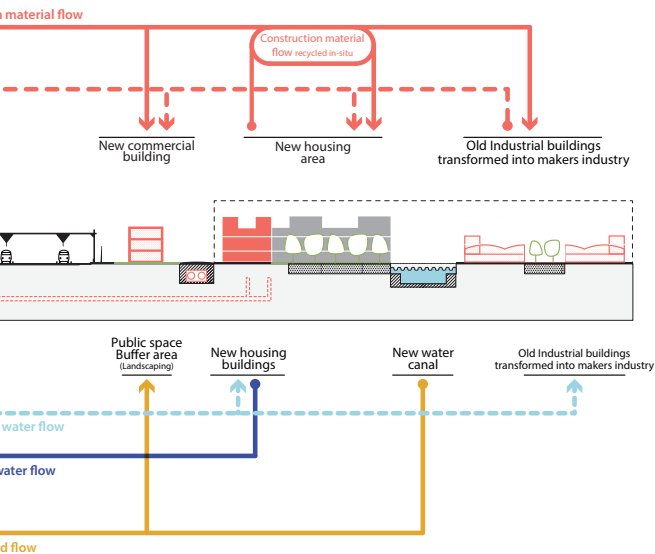 material flow
Construction material
flow recycled in-situ
New commercial
building
New housing
area
Old Industrial buildings
transformed into makers industry
Public space
Buffer area
(Landscaping)
New housing
buildings
New water
canal
Old Industrial buildings
transformed into makers industry
water flow
water flow
d flow